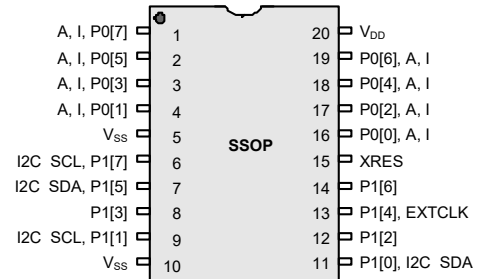 A, I, P0[7] 1 20 VDD
A, I, P0[5] 2 19 P0[6], A, I
A, I, P0[3] 3 18 P0[4], A, I
A, I, P0[1] 4 17 P0[2], A, I
VSS 5 16 P0[0], A, I
SSOP
I2C SCL, P1[7] 6 15 XRES
I2C SDA, P1[5] 7 14 P1[6]
P1[3] 8 13 P1[4], EXTCLK
I2C SCL, P1[1] 9 12 P1[2]
VSS 10 11 P1[0], I2C SDA